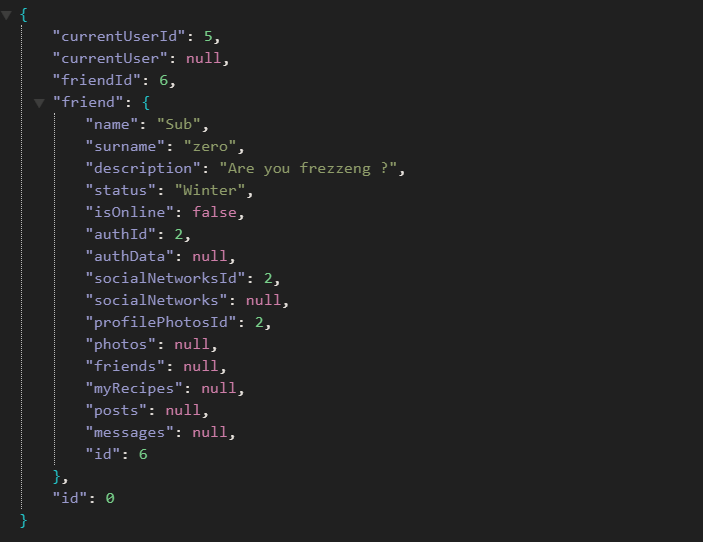 {
"currentUserId": 5,
"currentUser": null,
"friendId": 6,
"friend": {
"name": "Sub",
"surname": "zero",
"description": "Are you frezzeng ?",
"status": "Winter",
"isOnline": false,
"authId": 2,
"authData": null,
"socialNetworksId": 2,
"socialNetworks": null,
"profilePhotosId": 2,
"photos": null,
"friends": null,
"myRecipes": null,
"posts": null,
"messages": null,
"id": 6
},
"id": 0
}